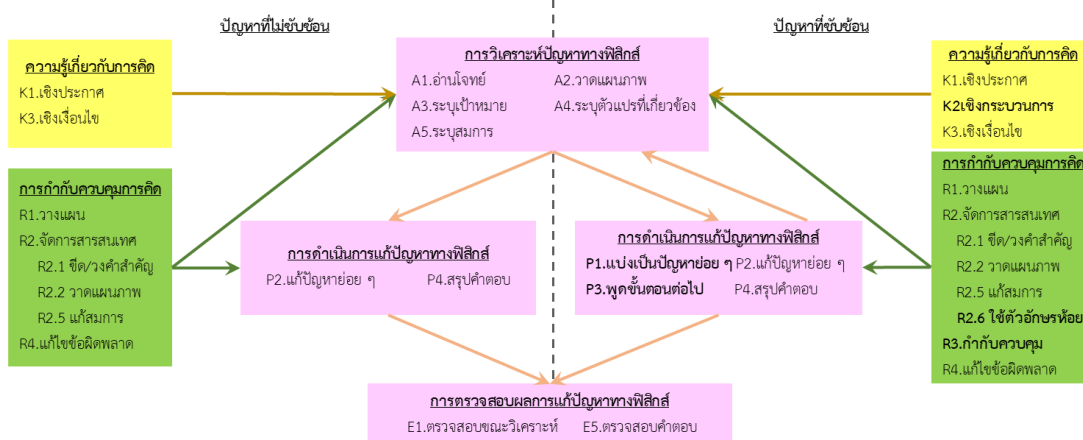 ปัญหาที่ไม่ซับซ้อน
ปัญหาที่ซับซ้อน
ความรู้เกี่ยวกับการคิด
K1.เชิงประกาศ
K3.เชิงเงื่อนไข
การวิเคราะห์ปัญหาทางฟิสิกส์
A1.อ่านโจทย์ A2.วาดแผนภาพ
A3.ระบุเป้าหมาย A4.ระบุตัวแปรที่เกี่ยวข้อง
A5.ระบุสมการ
ความรู้เกี่ยวกับการคิด
K1.เชิงประกาศ
K2เชิงกระบวนการ
K3.เชิงเงื่อนไข
การกำกับควบคุมการคิด
R1.วางแผน
R2.จัดการสารสนเทศ
R2.1 ขีด/วงคำสำคัญ
R2.2 วาดแผนภาพ
R2.5 แก้สมการ
R4.แก้ไขข้อผิดพลาด
การดำเนินการแก้ปัญหาทางฟิสิกส์
P2.แก้ปัญหาย่อย ๆ P4.สรุปคำตอบ
การดำเนินการแก้ปัญหาทางฟิสิกส์
P1.แบ่งเป็นปัญหาย่อย ๆ P2.แก้ปัญหาย่อย ๆ
P3.พูดขั้นตอนต่อไป P4.สรุปคำตอบ
การกำกับควบคุมการคิด
R1.วางแผน
R2.จัดการสารสนเทศ
R2.1 ขีด/วงคำสำคัญ
R2.2 วาดแผนภาพ
R2.5 แก้สมการ
R2.6 ใช้ตัวอักษรห้อย
R3.กำกับควบคุม
R4.แก้ไขข้อผิดพลาด
การตรวจสอบผลการแก้ปัญหาทางฟิสิกส์
E1.ตรวจสอบขณะวิเคราะห์ E5.ตรวจสอบคำตอบ